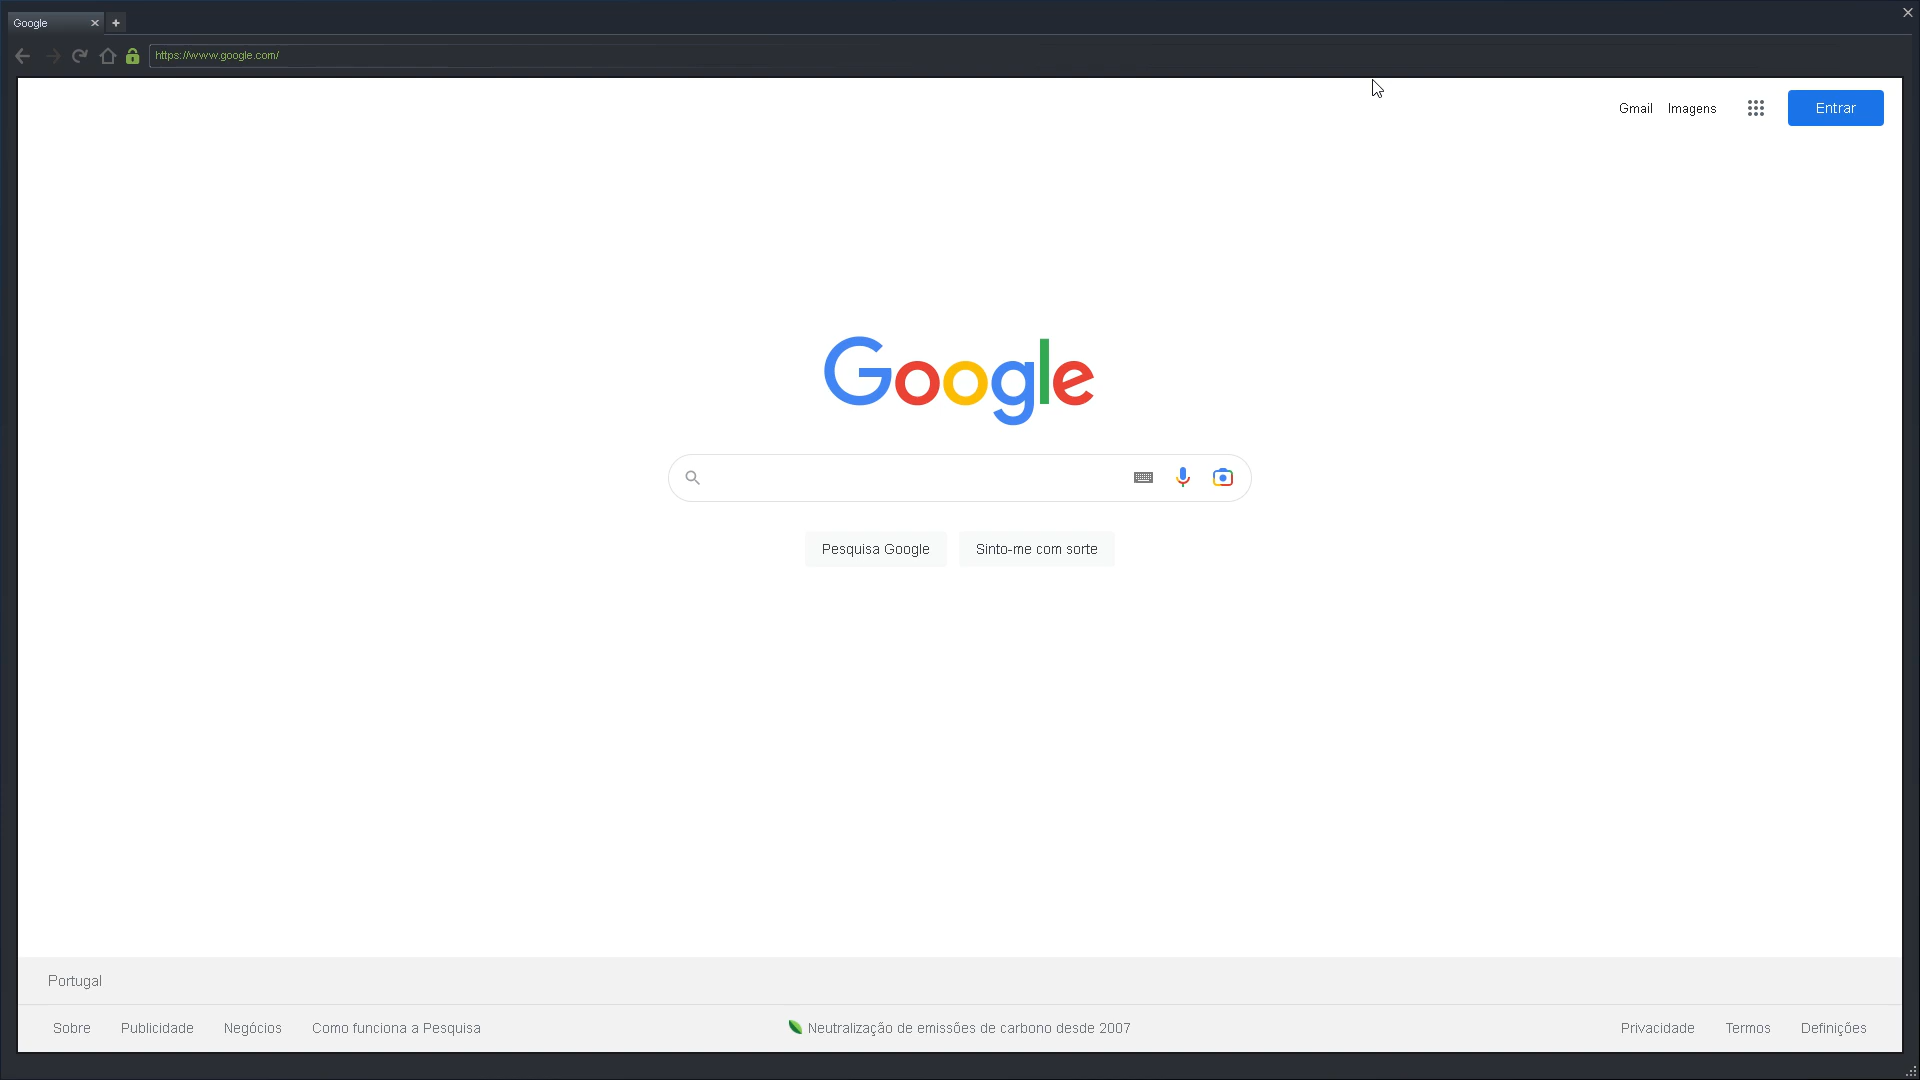 Google
https://www.google.com/
Gmail Imagens Entrar
Google
Pesquisa Google Sinto-me com sorte
Portugal
Sobre Publicidade Negócios Como funciona a Pesquisa Neutralização de emissões de carbono desde 2007 Privacidade Termos Definições